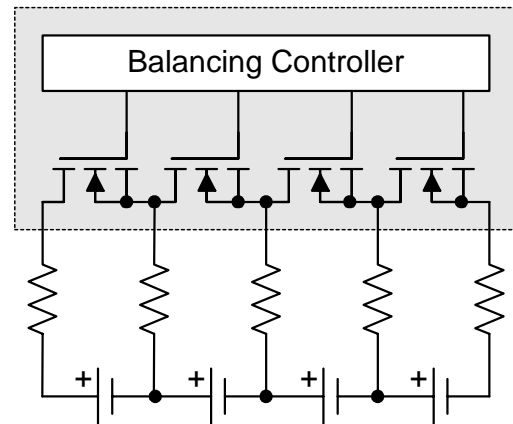 Balancing Controller
+ + + +